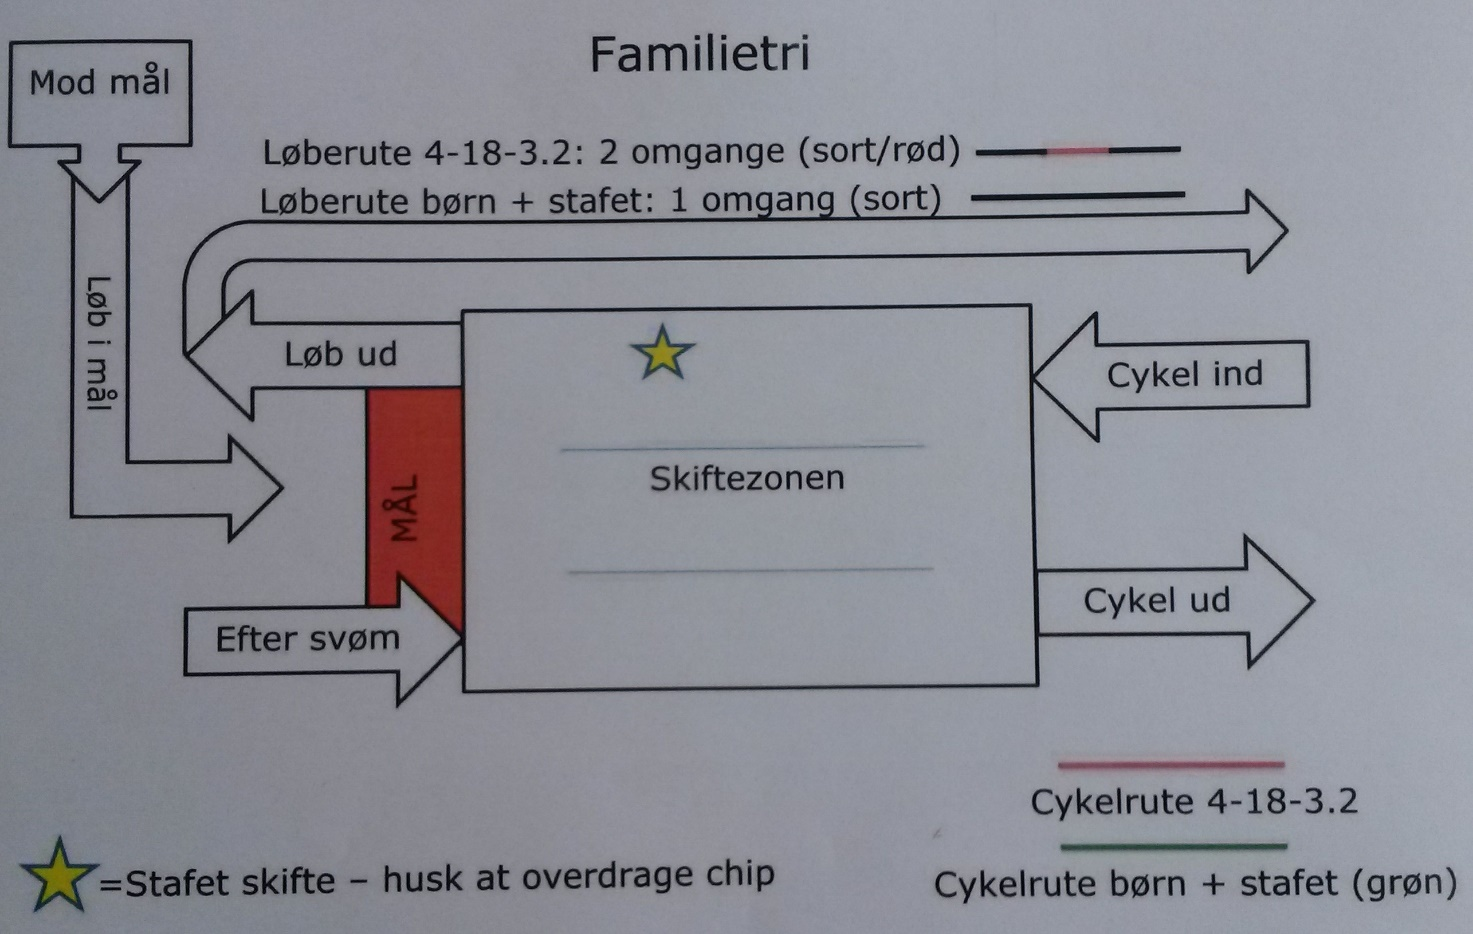 Familietri
Mod mål
Løberute 4-18-3.2: 2 omgange (sort/rød)
Løberute børn + stafet: 1 omgang (sort)
Løb i mål
Løb ud
Cykel ind
MÅL
Skiftezonen
Cykel ud
Efter svøm
Cykelrute 4-18-3.2
=Stafet skifte – husk at overdrage chip
Cykelrute børn + stafet (grøn)